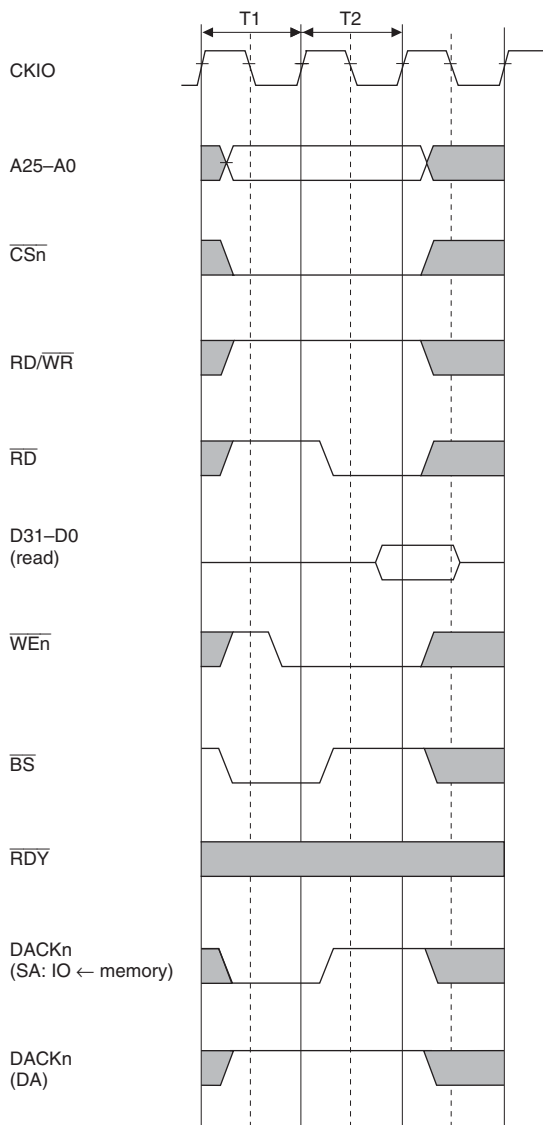 T1 T2
CKIO
A25–A0
CSn
RD/WR
RD
D31–D0
(read)
WEn
BS
RDY
DACKn
(SA: IO ← memory)
DACKn
(DA)